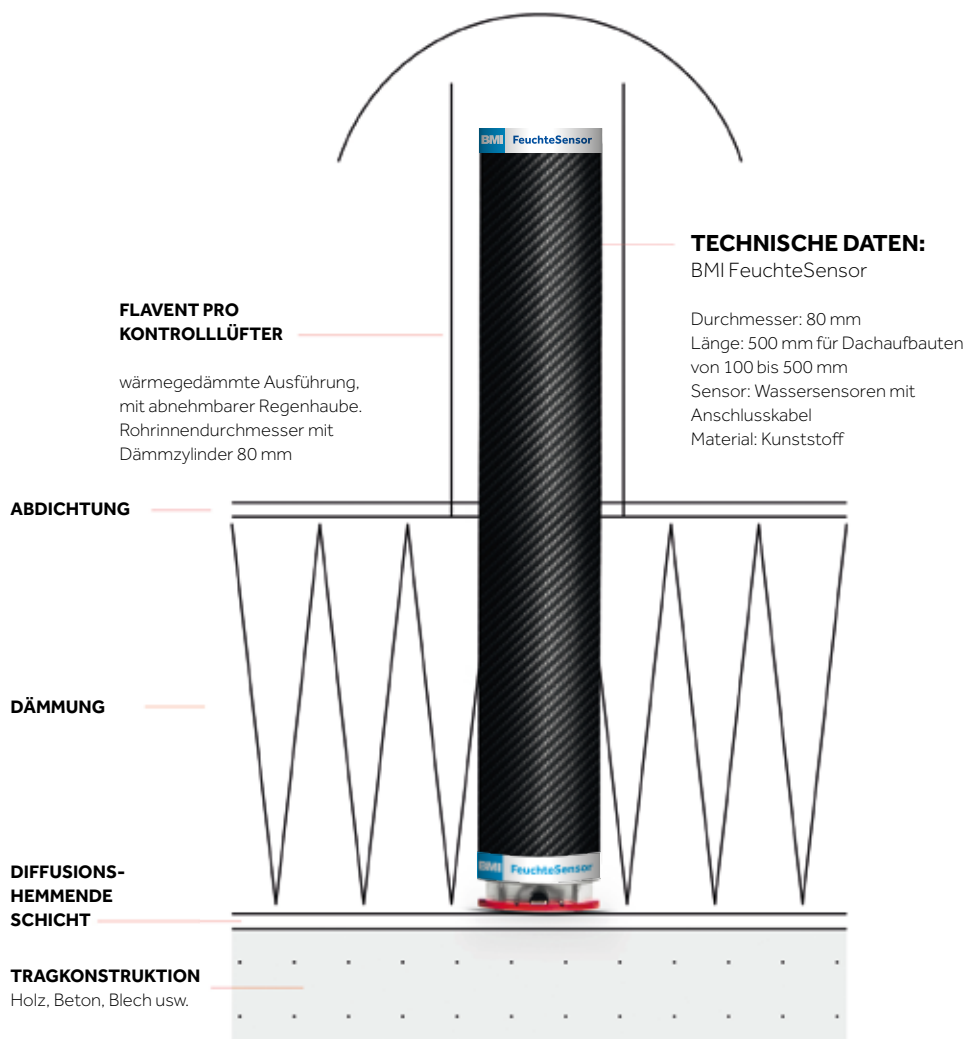 BMI FeuchteSensor
TECHNISCHE DATEN:
BMI FeuchteSensor
Durchmesser: 80 mm
Länge: 500 mm für Dachaufbauten
von 100 bis 500 mm
Sensor: Wassersensoren mit
Anschlusskabel
Material: Kunststoff
FLAVENT PRO
KONTROLLLÜFTER
wärmegedämmte Ausführung,
mit abnehmbarer Regenhaube.
Rohrinnendurchmesser mit
Dämmzylinder 80 mm
ABDICHTUNG
DÄMMUNG
BMI FeuchteSensor
DIFFUSIONS-
HEMMENDE
SCHICHT
TRAGKONSTRUKTION
Holz, Beton, Blech usw.